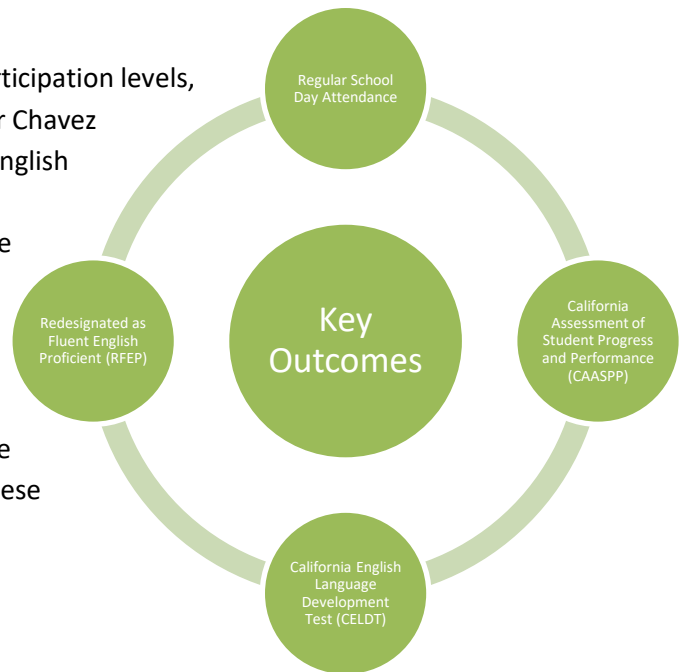 rticipation levels,
r Chavez
nglish
e
e
ese
Regular School
Day Attendance
California
Assessment of
Student Progress
and Performance
(CAASPP)
California English
Language
Development
Test (CELDT)
Redesignated as
Fluent English
Proficient (RFEP)
Key
Outcomes